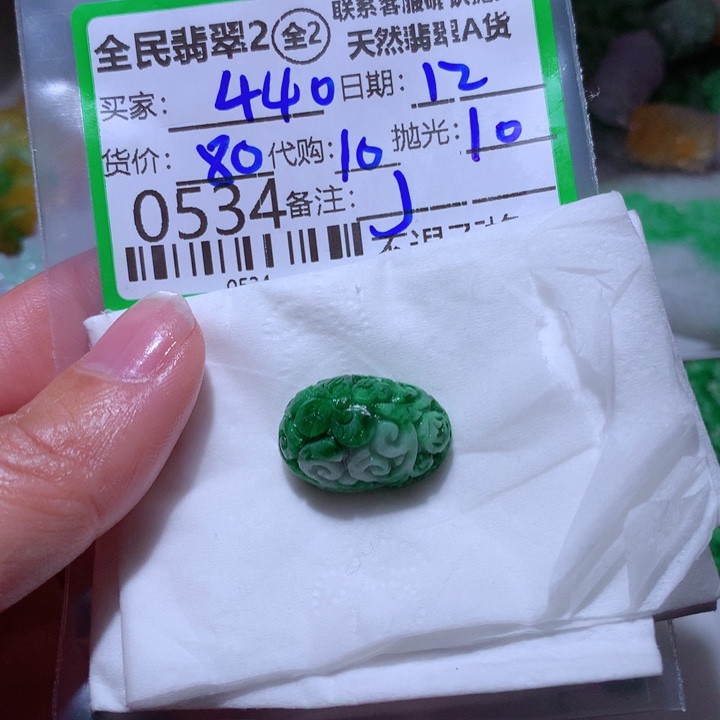 联系客服
全民翡翠2 全2 天然翡翠A货
买家: 440 日期: 12
货价: 80 代购: 10 抛光: 10
0534 备注: J
0534